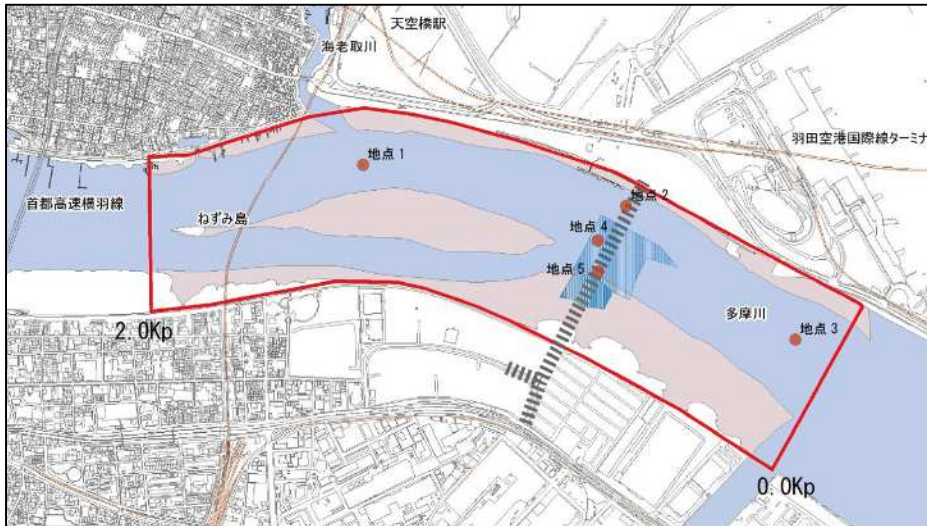 天空橋駅
海老取川
羽田空港国際線ターミナ
地点 1
首都高速横羽線
地点 2
ねずみ島
地点 4
地点 5
多摩川
地点 3
2.0Kp
0.0Kp